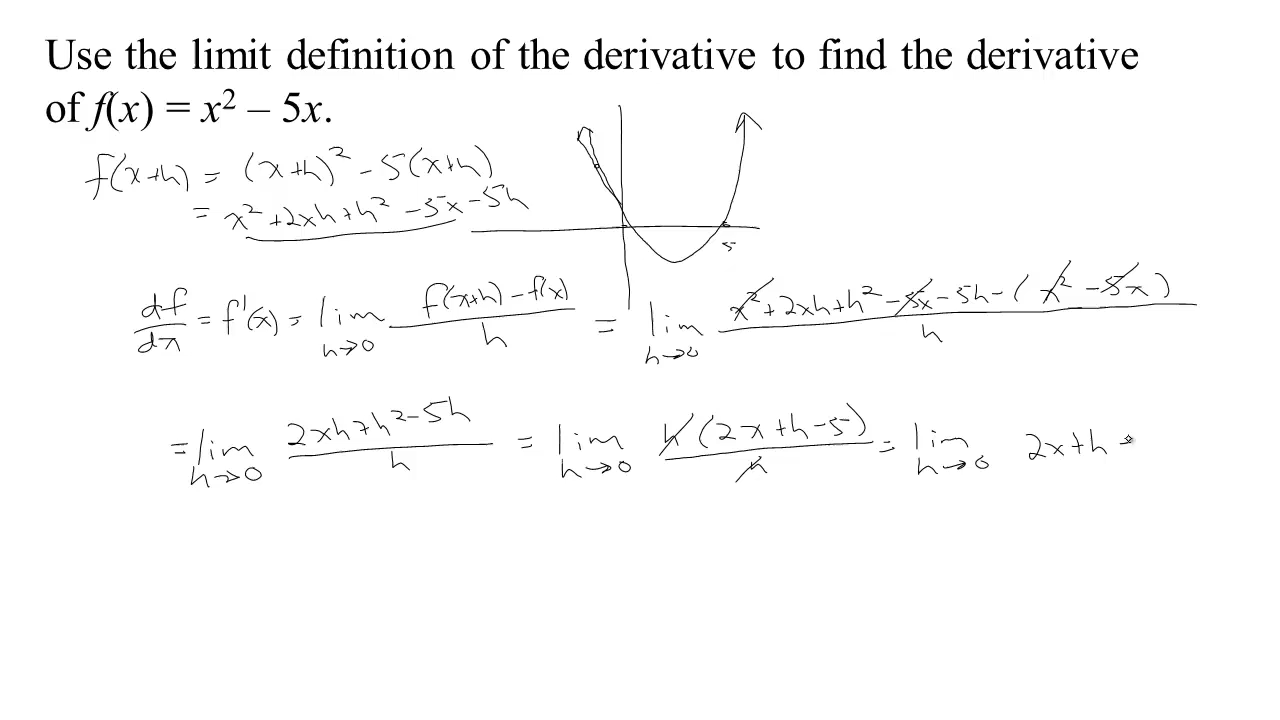 Use the limit definition of the derivative to find the derivative
of f(x) = x² – 5x.
f(x+h) = (x+h)² - 5(x+h)
= x² + 2xh + h² - 5x - 5h
5
df/dx = f'(x) = lim h→0 (f(x+h) - f(x))/h = lim h→0 (x² + 2xh + h² - 5x - 5h - (x² - 5x))/h
= lim h→0 (2xh + h² - 5h)/h = lim h→0 h(2x + h - 5)/h = lim h→0 2x + h